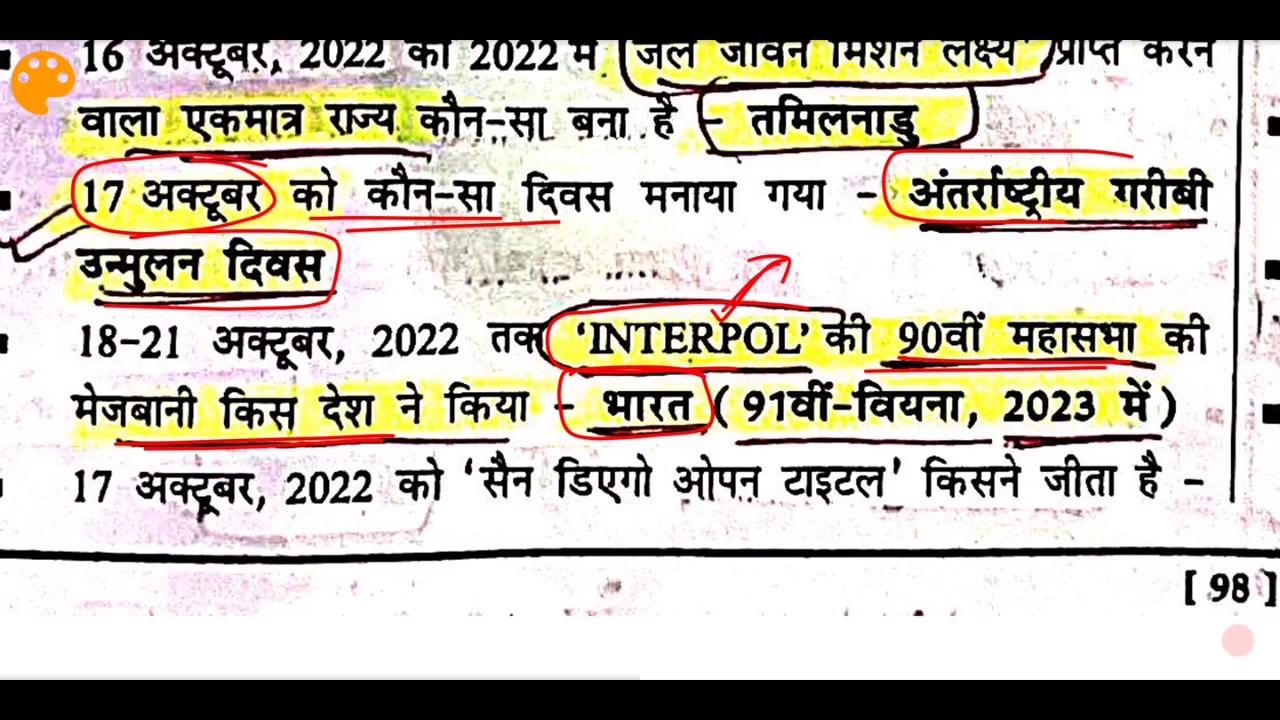 16 अक्टूबर, 2022 को 2022 में 'जल जीवन मिशन लक्ष्य' प्राप्त करने
वाला एकमात्र राज्य कौन-सा बना है - तमिलनाडु
17 अक्टूबर को कौन-सा दिवस मनाया गया - अंतर्राष्ट्रीय गरीबी
उन्मुलन दिवस
18-21 अक्टूबर, 2022 तक 'INTERPOL' की 90वीं महासभा की
मेजबानी किस देश ने किया - भारत (91वीं-वियना, 2023 में)
17 अक्टूबर, 2022 को 'सैन डिएगो ओपन टाइटल' किसने जीता है -
[ 98 ]